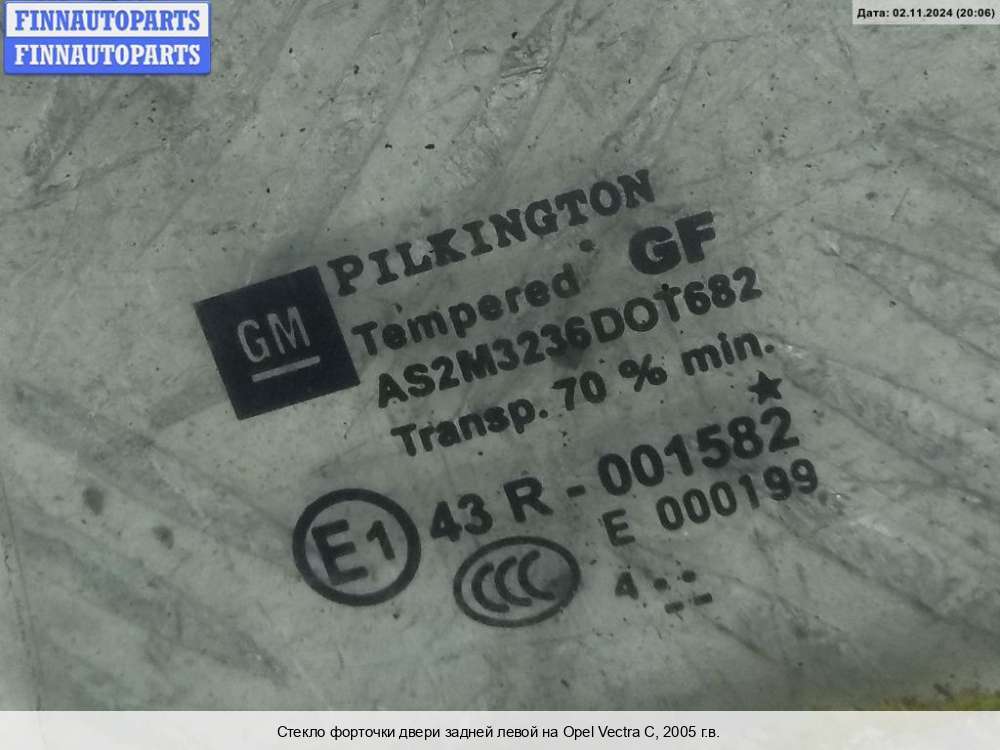 FINNAUTOPARTS
FINNAUTOPARTS
Дата: 02.11.2024 (20:06)
GM
PILKINGTON
Tempered GF
AS2M3236DOT682
Transp. 70 % min.
E1 43 R - 001582
E 000199
CCC
4
Стекло форточки двери задней левой на Opel Vectra C, 2005 г.в.